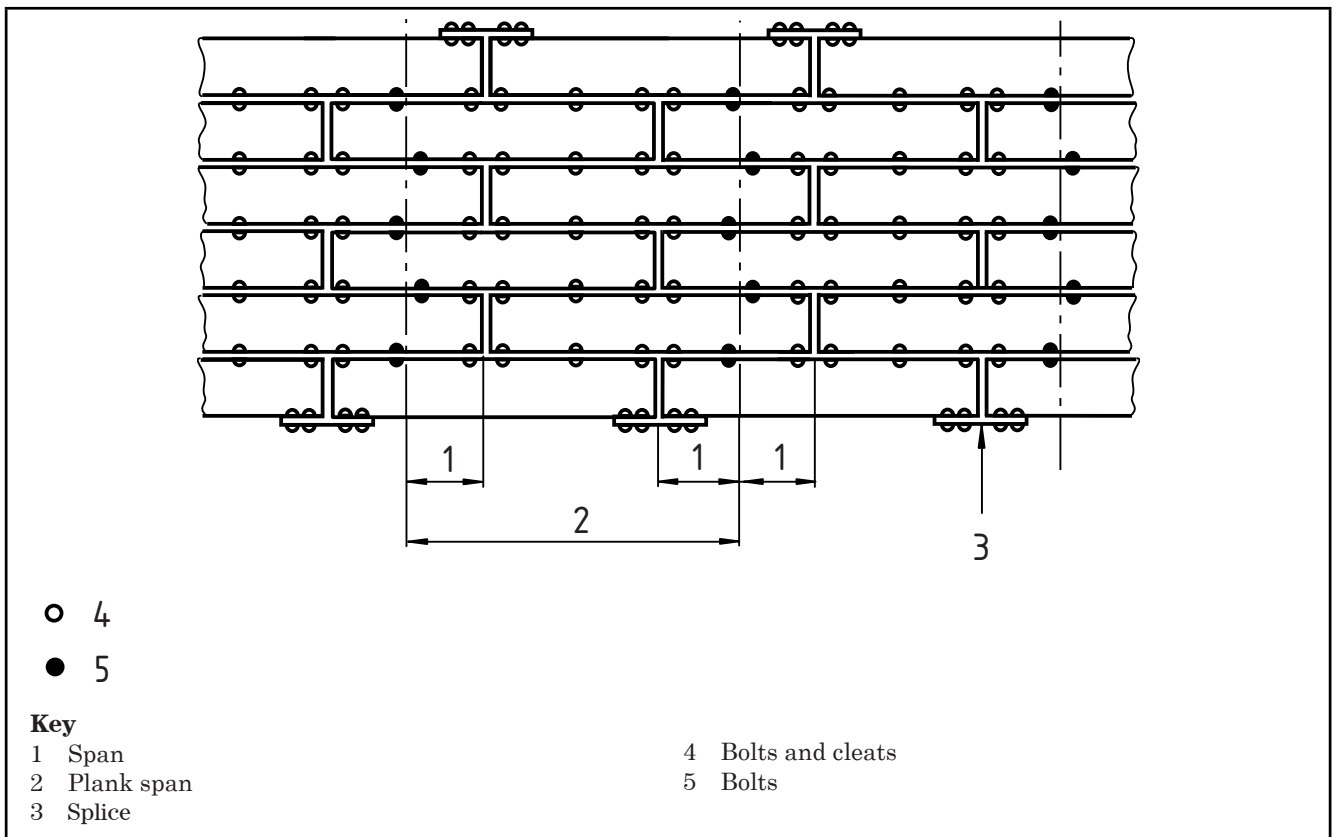 1 1 1
2
3
4
5
Key
1 Span
2 Plank span
3 Splice
4 Bolts and cleats
5 Bolts